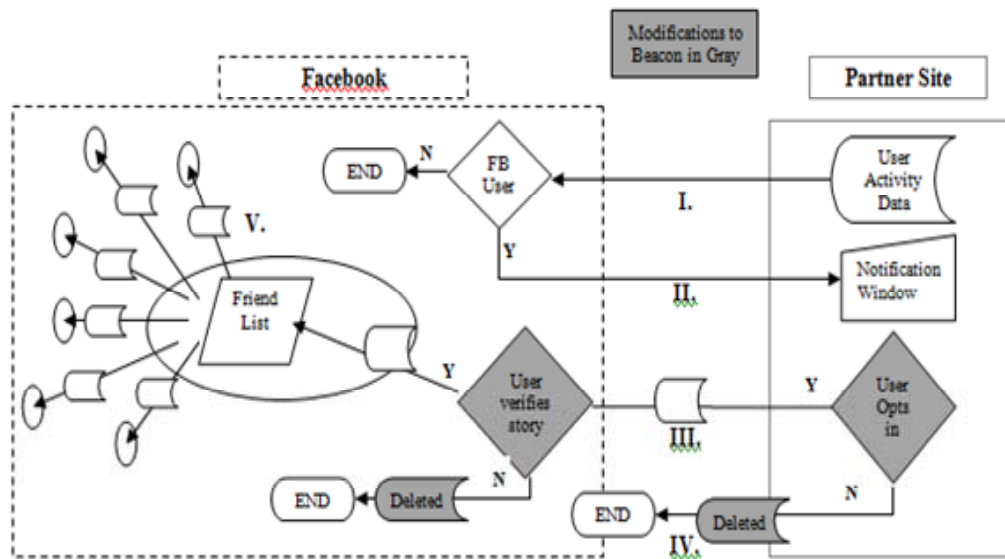 Modifications to
Beacon in Gray
Facebook
Partner Site
END
N
FB
User
I.
User
Activity
Data
Y
II.
Notification
Window
V.
Friend
List
Y
User
verifies
story
III.
Y
User
Opts
in
N
END
Deleted
N
END
Deleted
IV.